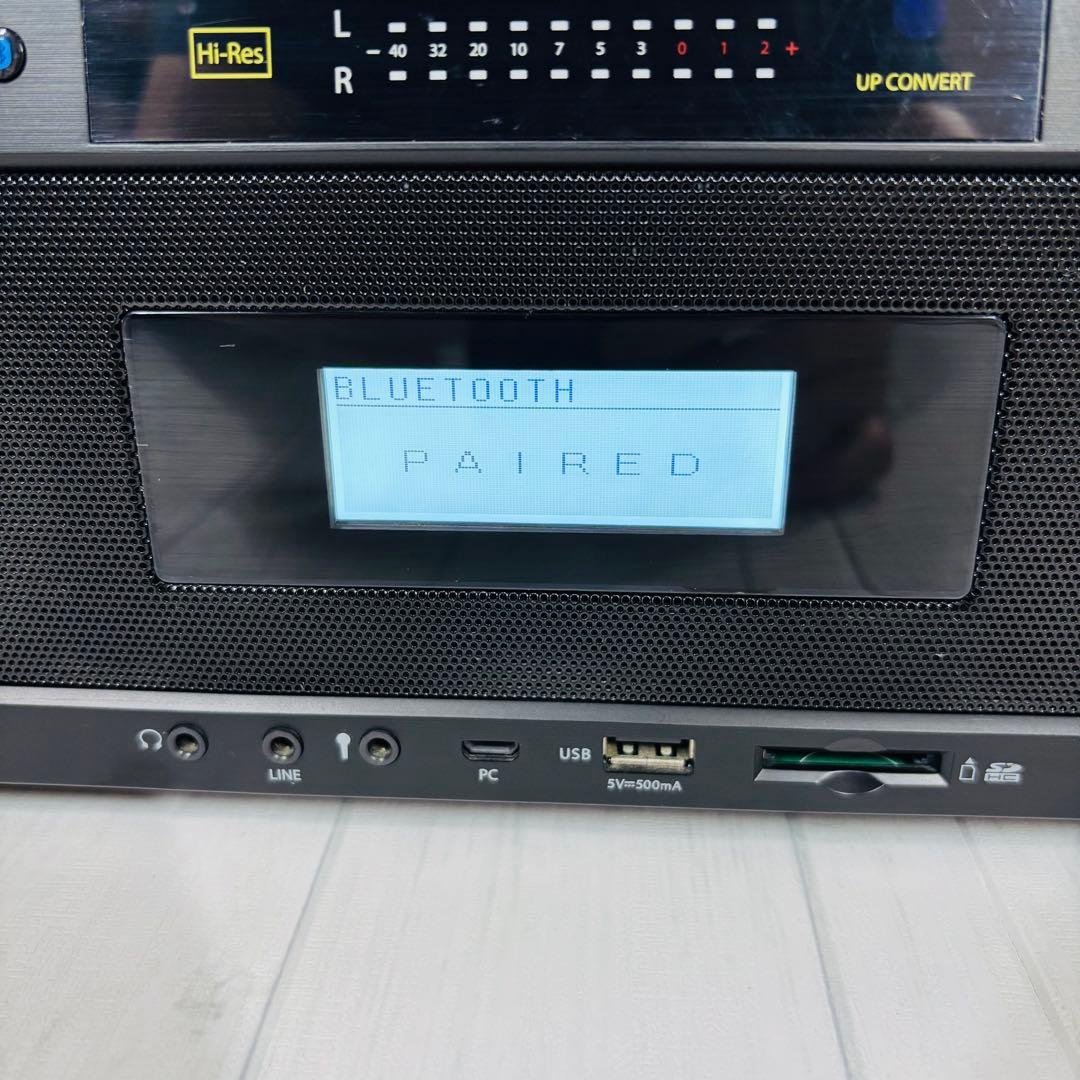 Hi-Res
L
- 40 32 20 10 7 5 3 0 1 2 +
R
UP CONVERT
BLUETOOTH
PAIRED
LINE
PC
USB
5V⎓500mA
SDHC